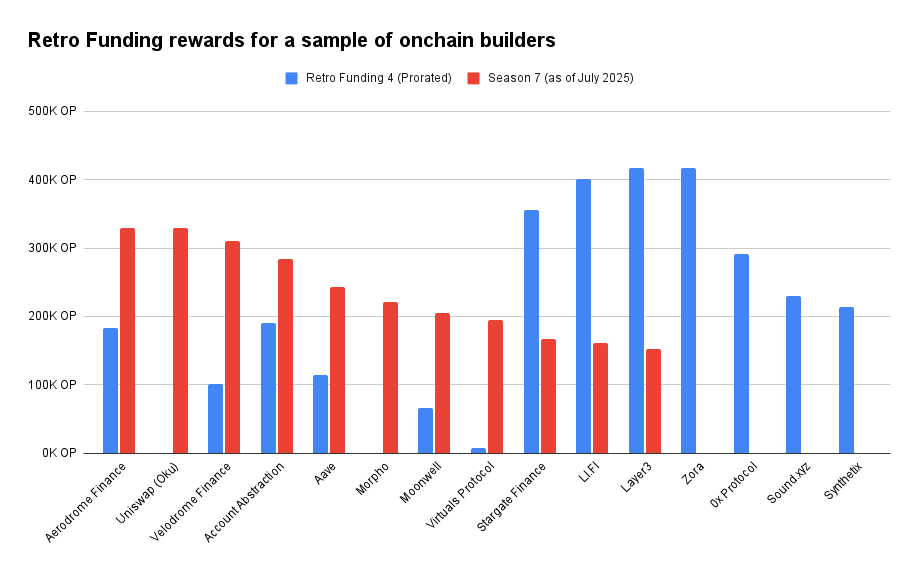 Retro Funding rewards for a sample of onchain builders
Retro Funding 4 (Prorated)
Season 7 (as of July 2025)
500K OP
400K OP
300K OP
200K OP
100K OP
0K OP
Aerodrome Finance
Uniswap (Oku)
Velodrome Finance
Account Abstraction
Aave
Morpho
Moonwell
Virtuals Protocol
Stargate Finance
LI.FI
Layer3
Zora
0x Protocol
Sound.xyz
Synthetix